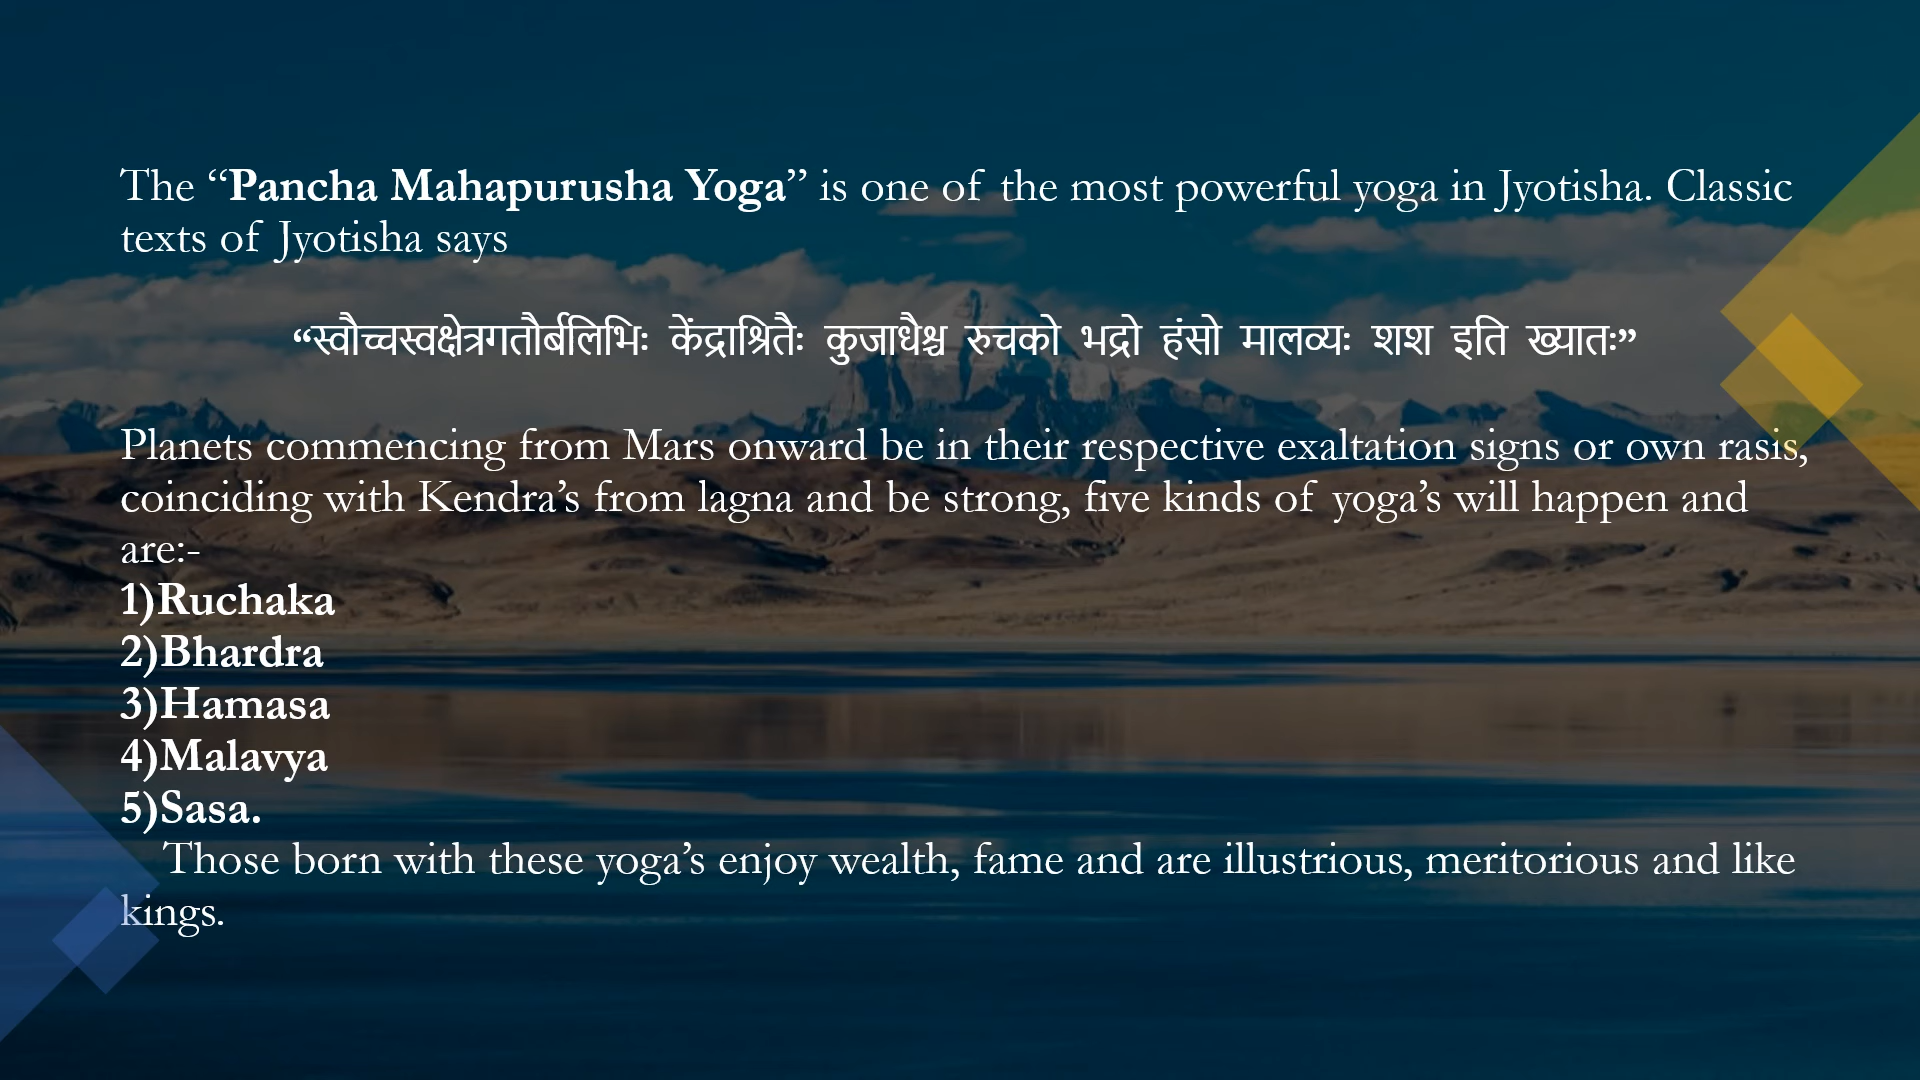 The “Pancha Mahapurusha Yoga” is one of the most powerful yoga in Jyotisha. Classic
texts of Jyotisha says
“स्वौच्चस्वक्षेत्रगतौर्बलिभिः केंद्राश्रितैः कुजाधैश्च रुचको भद्रो हंसो मालव्यः शश इति ख्यातः”
Planets commencing from Mars onward be in their respective exaltation signs or own rasis,
coinciding with Kendra’s from lagna and be strong, five kinds of yoga’s will happen and
are:-
1)Ruchaka
2)Bhardra
3)Hamasa
4)Malavya
5)Sasa.
Those born with these yoga’s enjoy wealth, fame and are illustrious, meritorious and like
kings.